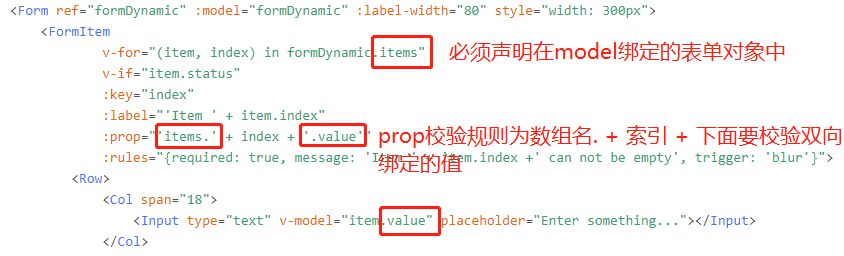 <Form ref="formDynamic" :model="formDynamic" :label-width="80" style="width: 300px">
<FormItem
v-for="(item, index) in formDynamic.items"
必须声明在model绑定的表单对象中
v-if="item.status"
:key="index"
:label="'Item ' + item.index"
:prop="'items.' + index + '.value'"
prop校验规则为数组名. + 索引 + 下面要校验双向
:rules="{required: true, message: 'Item item.index +' can not be empty', trigger: 'blur'}">
绑定的值
<Row>
<Col span="18">
<Input type="text" v-model="item.value" placeholder="Enter something..."></Input>
</Col>